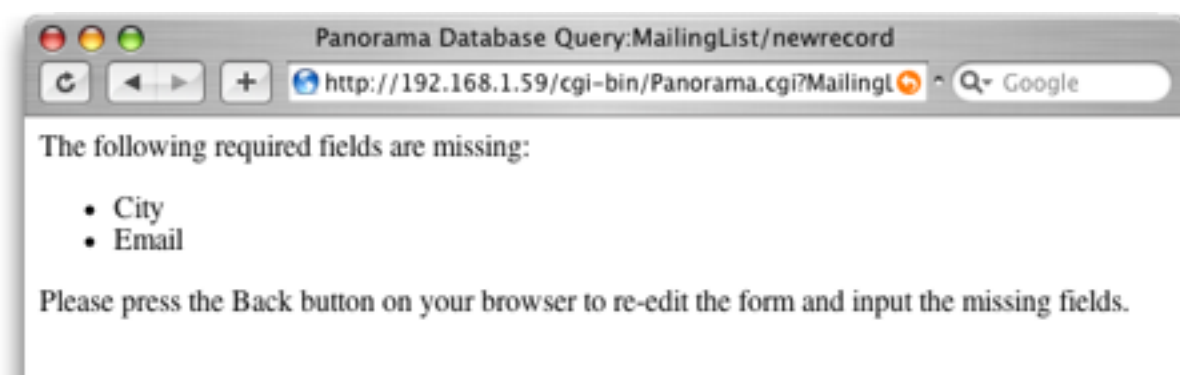 Panorama Database Query:MailingList/newrecord
http://192.168.1.59/cgi-bin/Panorama.cgi?MailingL
Google
The following required fields are missing:
• City
• Email
Please press the Back button on your browser to re-edit the form and input the missing fields.